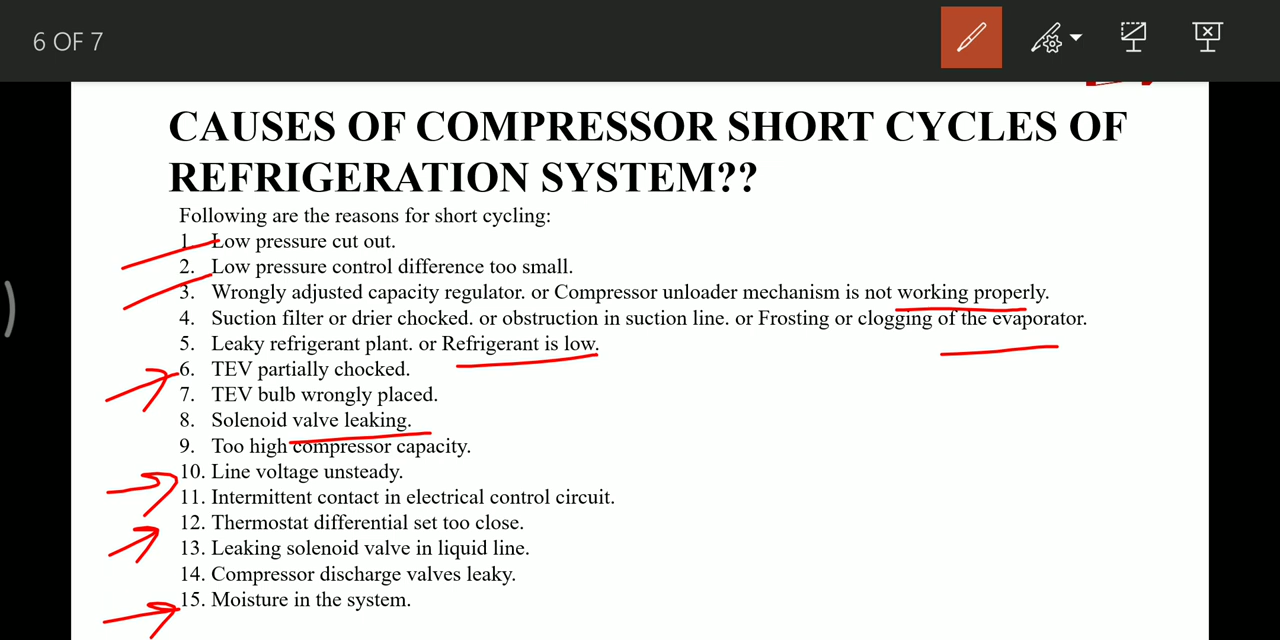 6 OF 7
CAUSES OF COMPRESSOR SHORT CYCLES OF
REFRIGERATION SYSTEM??
Following are the reasons for short cycling:
1. Low pressure cut out.
2. Low pressure control difference too small.
3. Wrongly adjusted capacity regulator. or Compressor unloader mechanism is not working properly.
4. Suction filter or drier chocked. or obstruction in suction line. or Frosting or clogging of the evaporator.
5. Leaky refrigerant plant. or Refrigerant is low.
6. TEV partially chocked.
7. TEV bulb wrongly placed.
8. Solenoid valve leaking.
9. Too high compressor capacity.
10. Line voltage unsteady.
11. Intermittent contact in electrical control circuit.
12. Thermostat differential set too close.
13. Leaking solenoid valve in liquid line.
14. Compressor discharge valves leaky.
15. Moisture in the system.